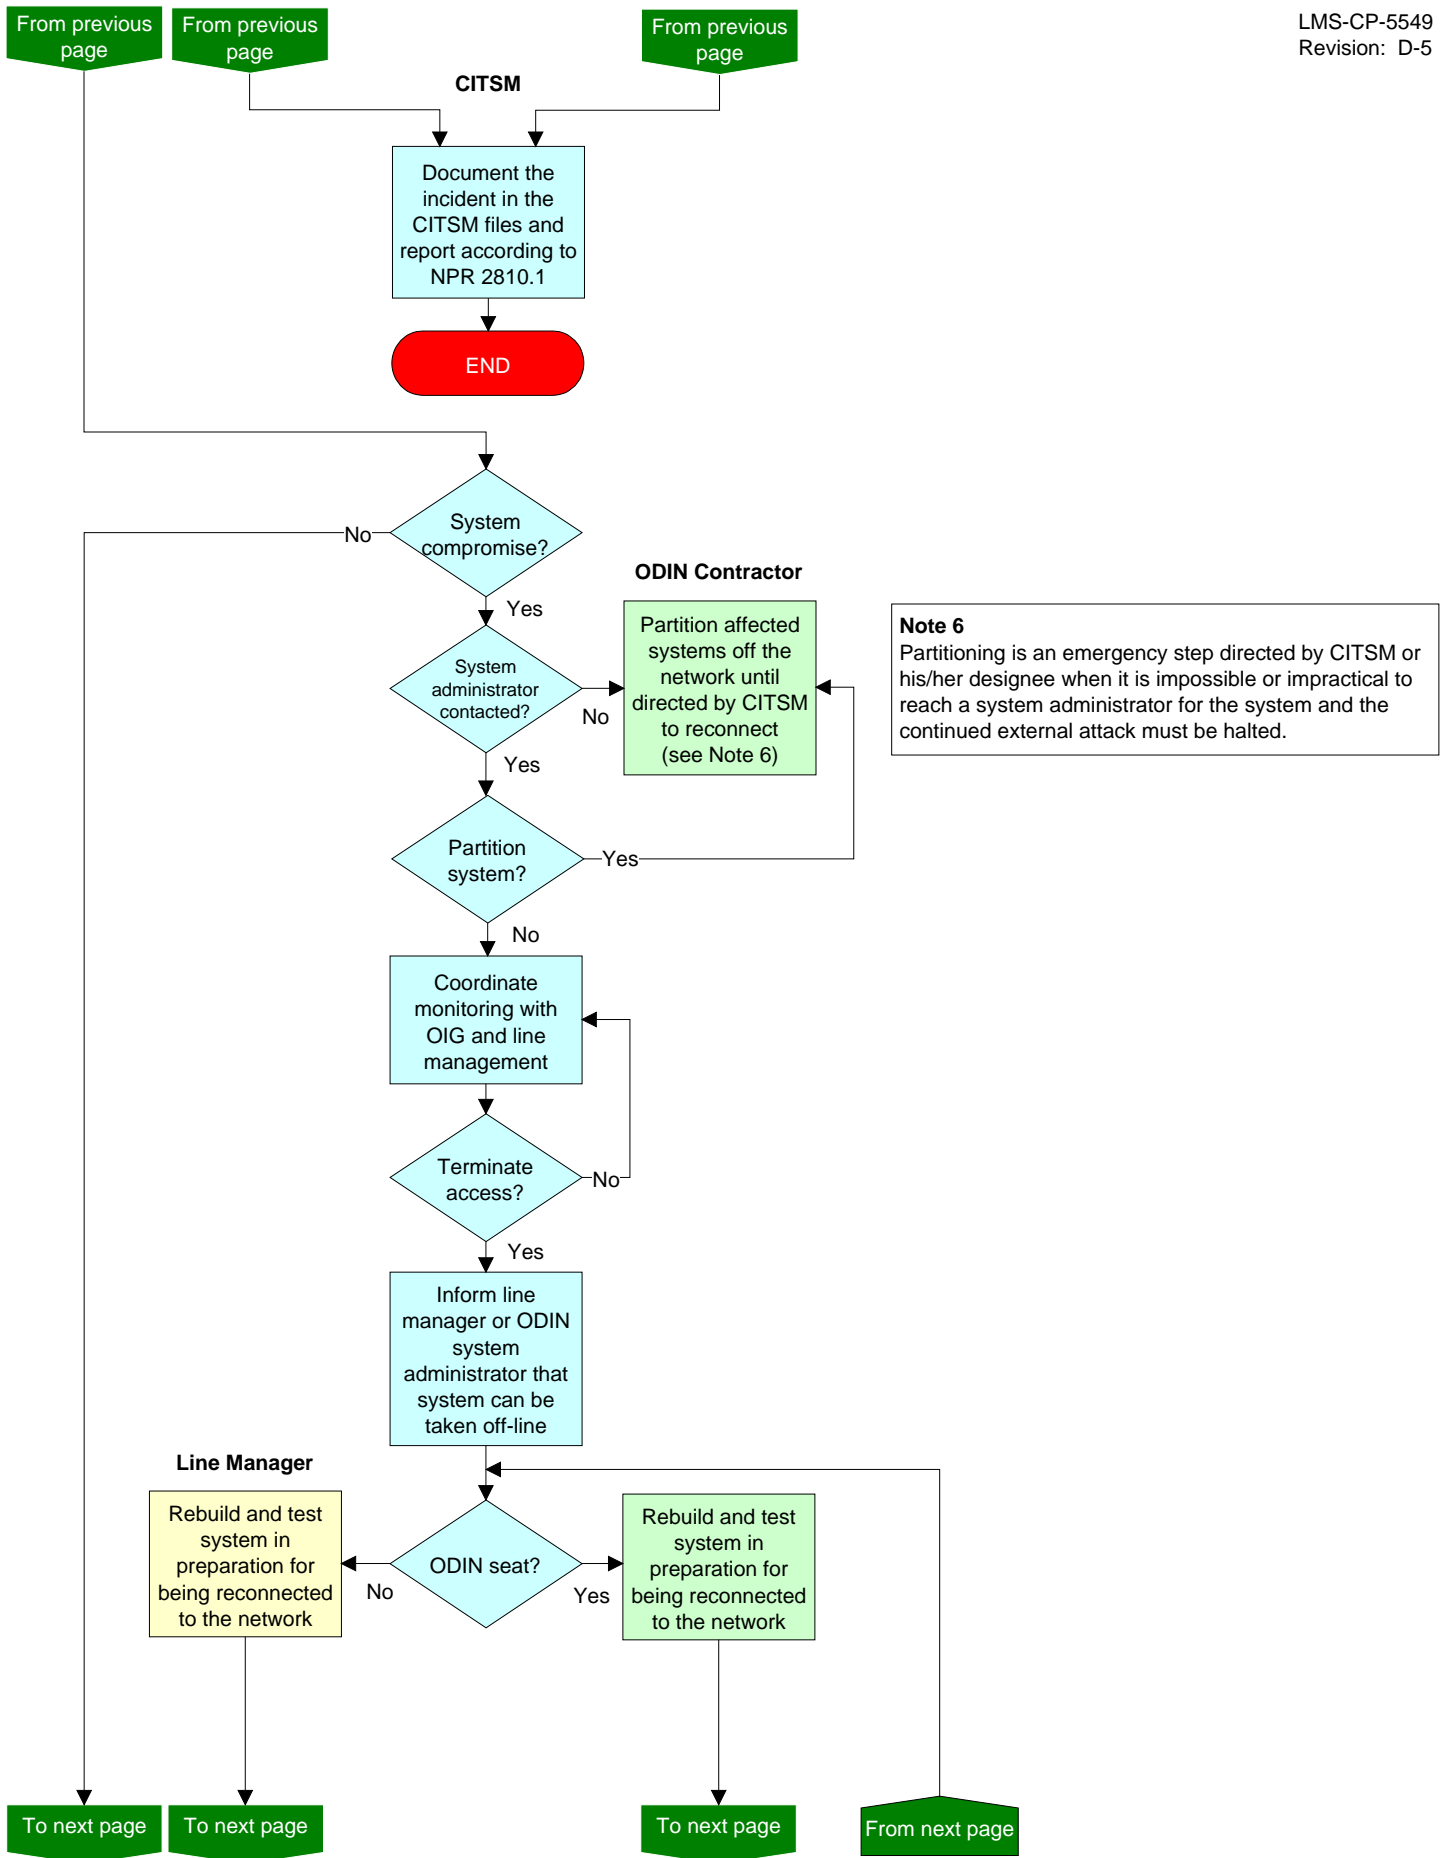 From previous
page
From previous
page
From previous
page
LMS-CP-5549
Revision:  D-5
CITSM
Document the
incident in the
CITSM files and
report according to
NPR 2810.1
END
System
compromise?
No
Yes
ODIN Contractor
Partition affected
systems off the
network until
directed by CITSM
to reconnect
(see Note 6)
Note 6
Partitioning is an emergency step directed by CITSM or
his/her designee when it is impossible or impractical to
reach a system administrator for the system and the
continued external attack must be halted.
System
administrator
contacted?
No
Yes
Partition
system?
Yes
No
Coordinate
monitoring with
OIG and line
management
Terminate
access?
No
Yes
Inform line
manager or ODIN
system
administrator that
system can be
taken off-line
Line Manager
Rebuild and test
system in
preparation for
being reconnected
to the network
No
ODIN seat?
Yes
Rebuild and test
system in
preparation for
being reconnected
to the network
To next page
To next page
To next page
From next page